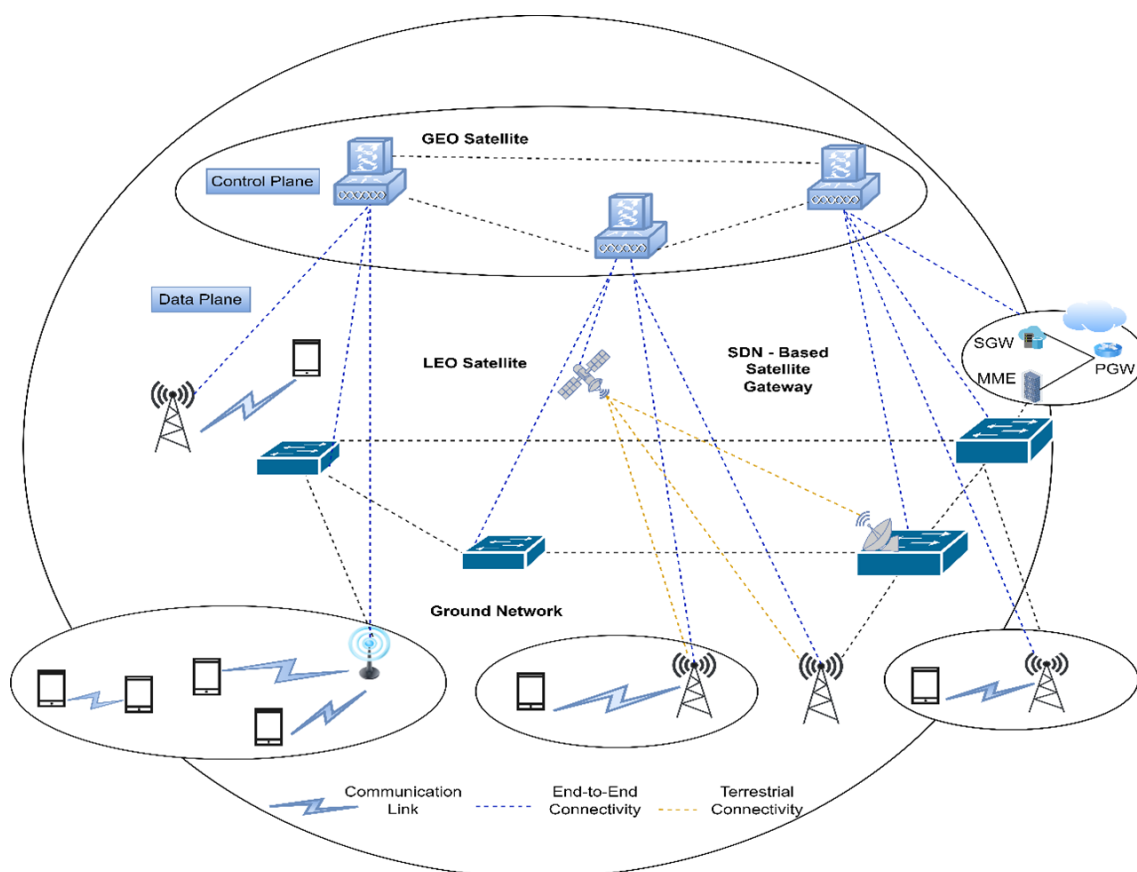 GEO Satellite
Control Plane
Data Plane
LEO Satellite
SDN - Based
Satellite
Gateway
SGW
PGW
MME
Ground Network
Communication
Link
End-to-End
Connectivity
Terrestrial
Connectivity